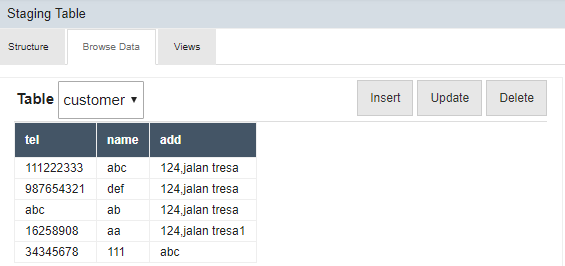 Staging Table
Structure Browse Data Views
Table customer Insert Update Delete
tel name add
111222333 abc 124,jalan tresa
987654321 def 124,jalan tresa
abc ab 124,jalan tresa
16258908 aa 124,jalan tresa1
34345678 111 abc